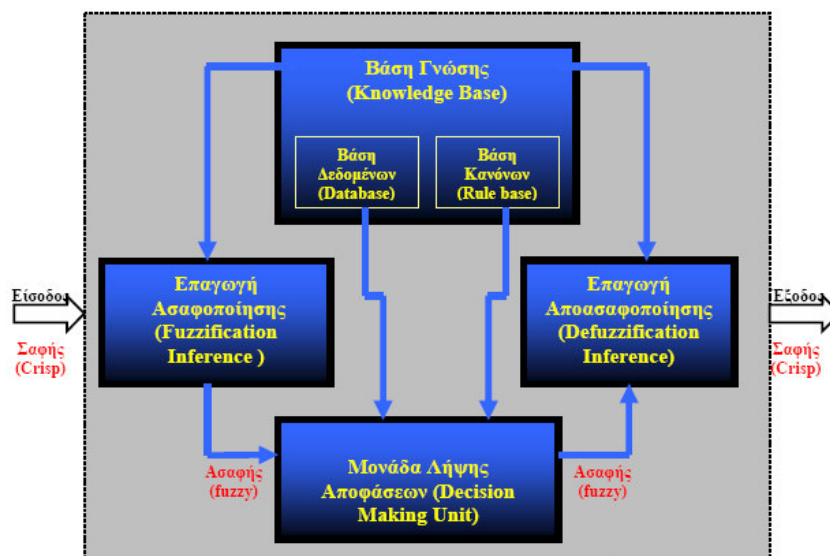 Βάση Γνώσης
(Knowledge Base)
Βάση
Δεδομένων
(Database)
Βάση
Κανόνων
(Rule base)
Είσοδος
Σαφής
(Crisp)
Επαγωγή
Ασαφοποίησης
(Fuzzification
Inference )
Επαγωγή
Αποασαφοποίησης
(Defuzzification
Inference)
Έξοδος
Σαφής
(Crisp)
Ασαφής
(fuzzy)
Μονάδα Λήψης
Αποφάσεων (Decision
Making Unit)
Ασαφής
(fuzzy)